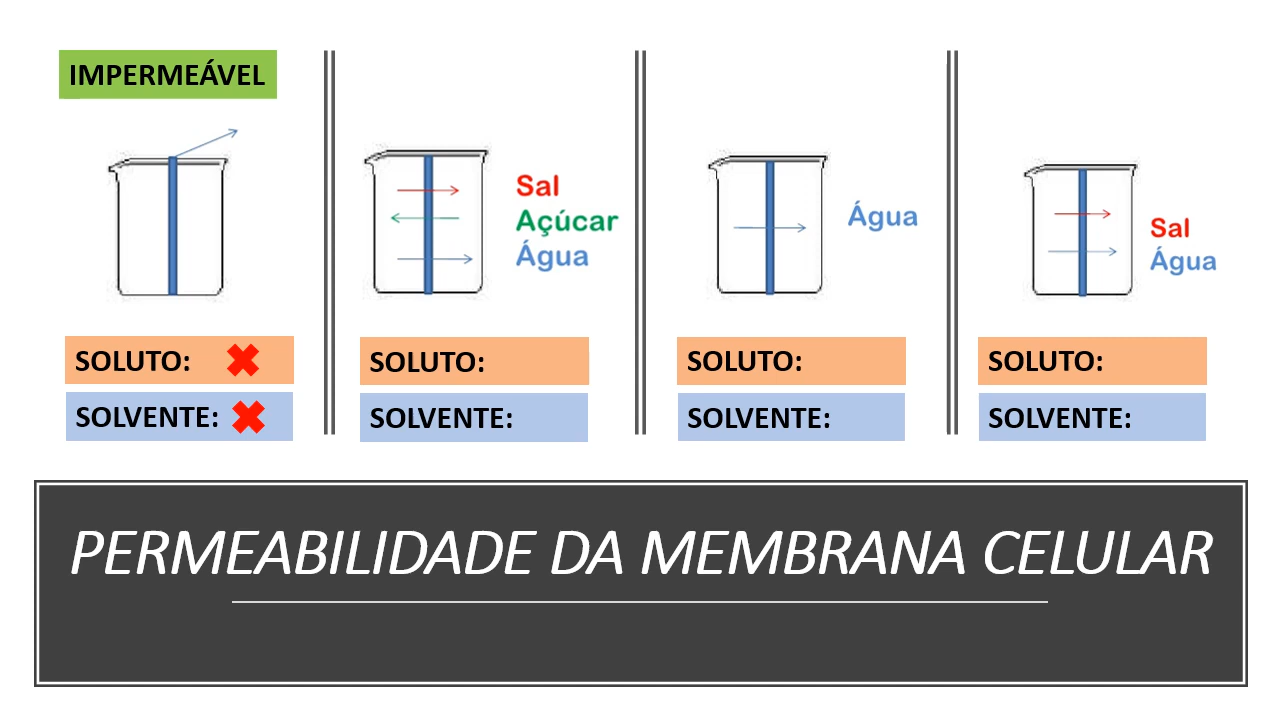 IMPERMEÁVEL
SOLUTO:
SOLVENTE:
Sal
Açúcar
Água
SOLUTO:
SOLVENTE:
Água
SOLUTO:
SOLVENTE:
Sal
Água
SOLUTO:
SOLVENTE:
PERMEABILIDADE DA MEMBRANA CELULAR